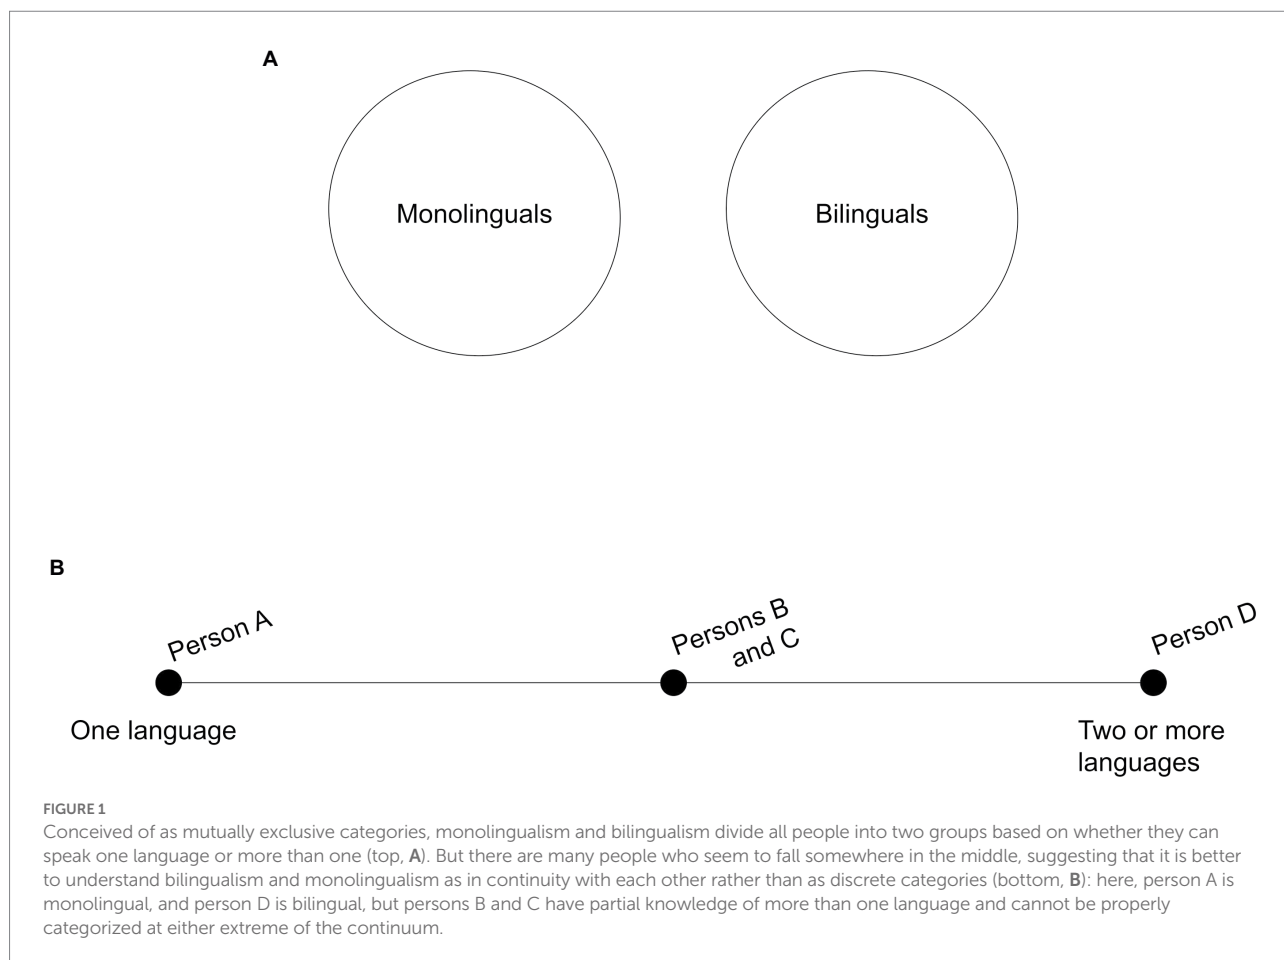 A
Monolinguals
Bilinguals
B
Person A
Persons B
and C
Person D
One language
Two or more
languages
FIGURE 1
Conceived of as mutually exclusive categories, monolingualism and bilingualism divide all people into two groups based on whether they can
speak one language or more than one (top, A). But there are many people who seem to fall somewhere in the middle, suggesting that it is better
to understand bilingualism and monolingualism as in continuity with each other rather than as discrete categories (bottom, B): here, person A is
monolingual, and person D is bilingual, but persons B and C have partial knowledge of more than one language and cannot be properly
categorized at either extreme of the continuum.